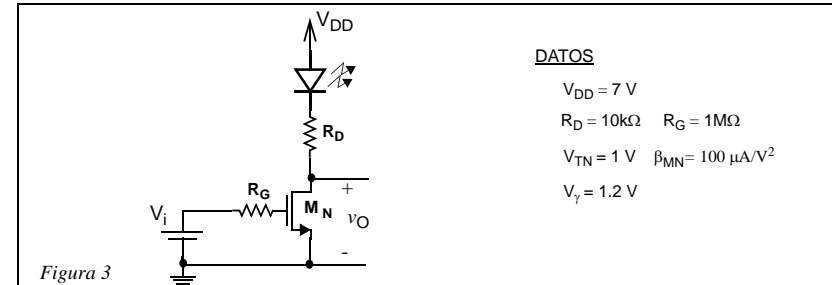 V_DD
R_D
R_G
M_N
V_i
+
v_O
-
Figura 3
DATOS
V_DD = 7 V
R_D = 10kΩ R_G = 1MΩ
V_TN = 1 V β_MN= 100 μA/V²
V_γ = 1.2 V